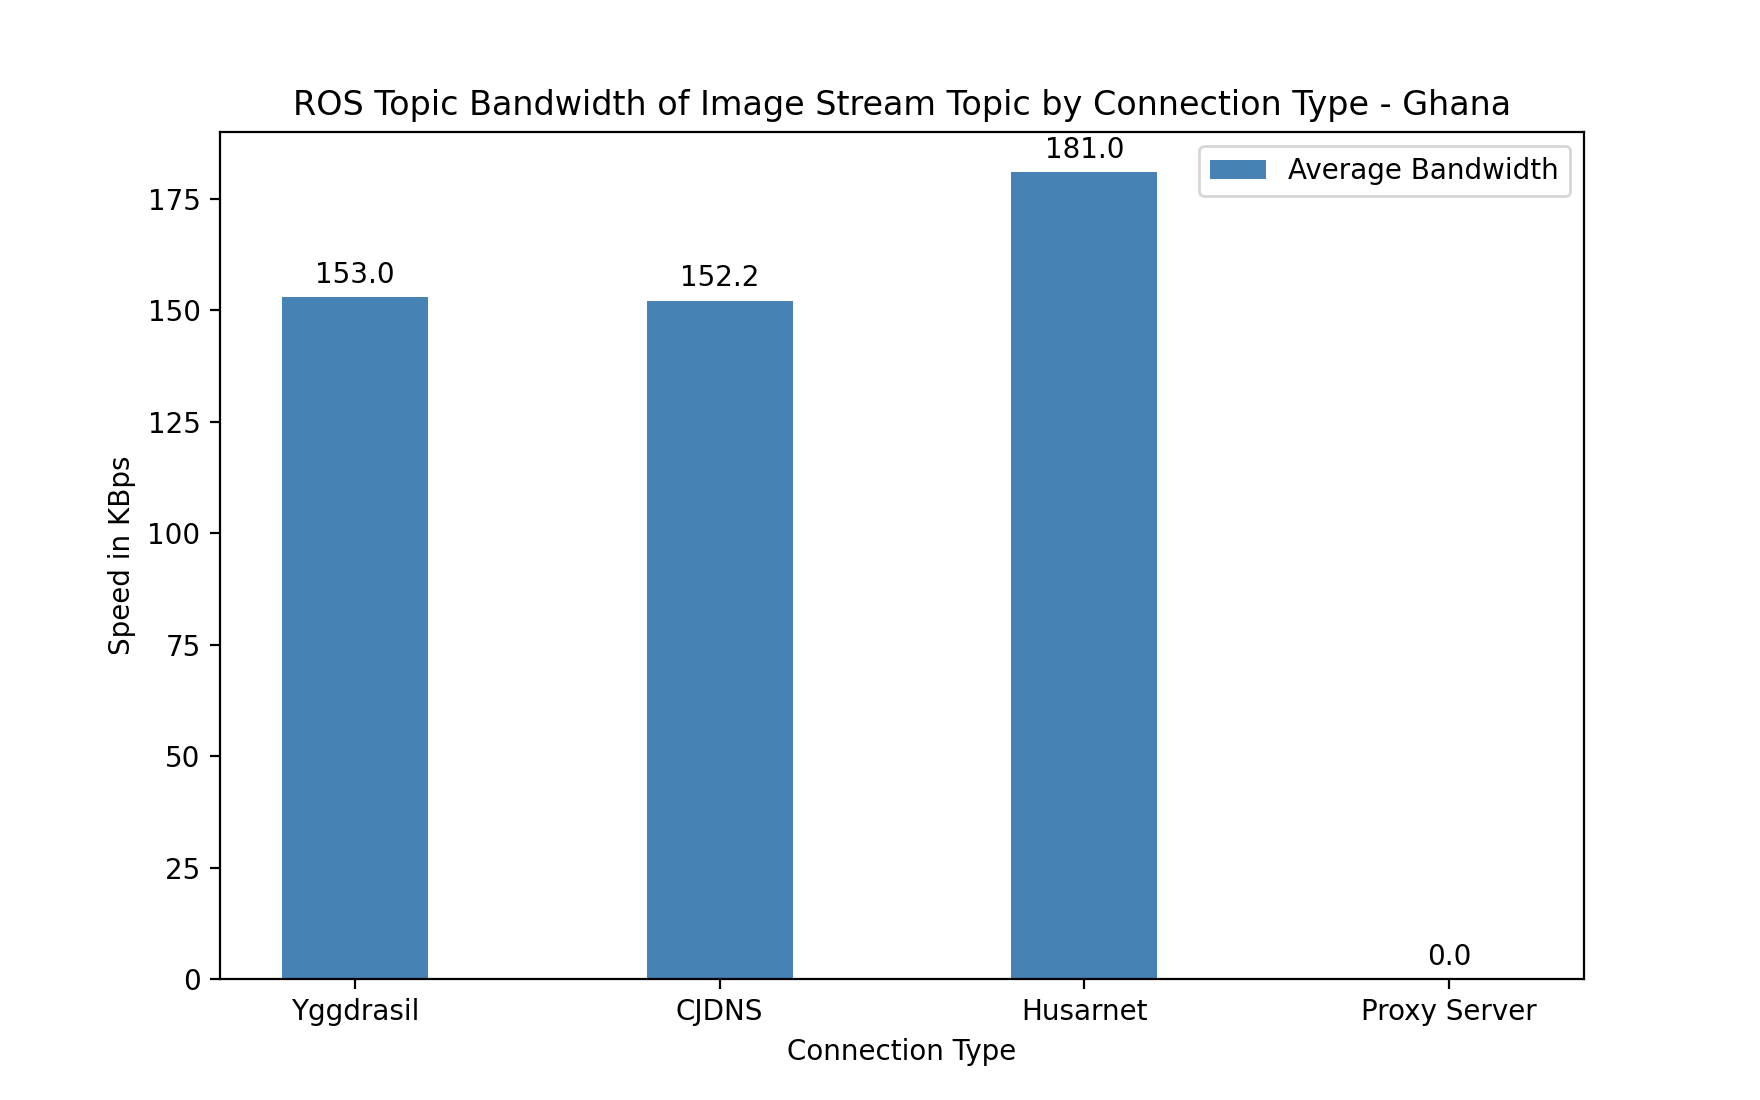 ROS Topic Bandwidth of Image Stream Topic by Connection Type - Ghana
Average Bandwidth
181.0
153.0
152.2
0.0
175
150
125
100
75
50
25
0
Speed in KBps
Yggdrasil CJDNS Husarnet Proxy Server
Connection Type